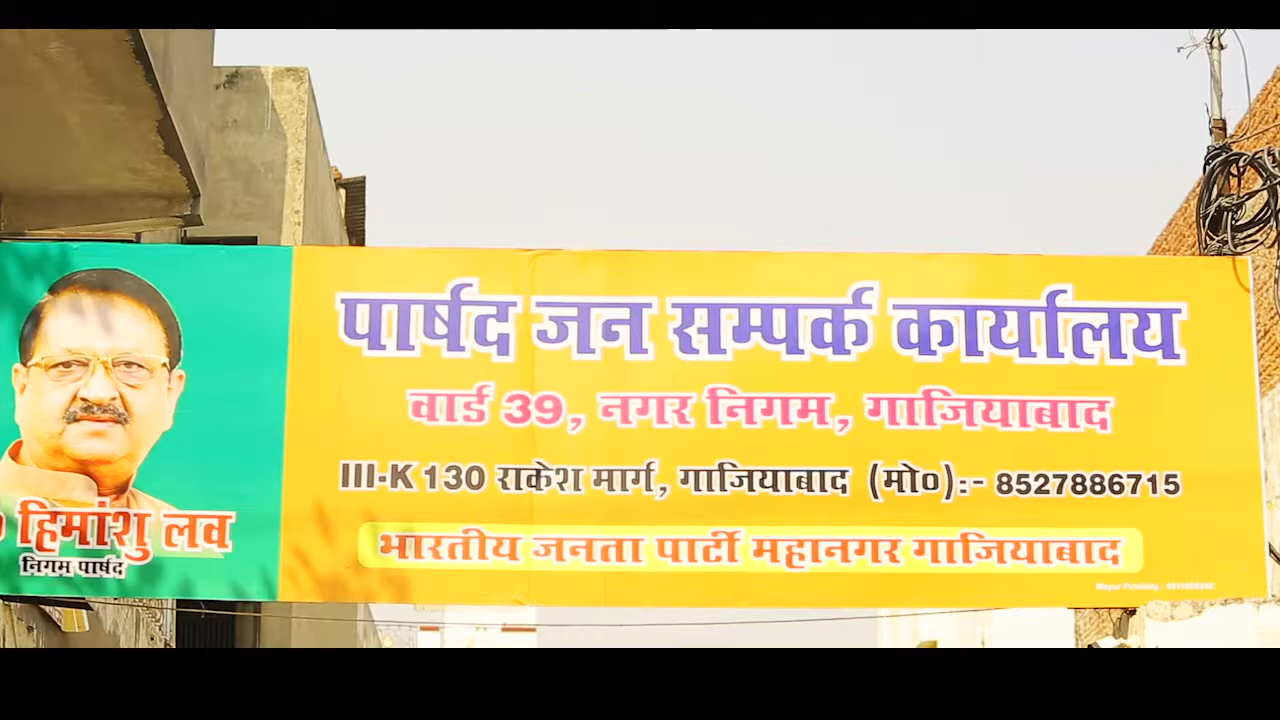 पार्षद जन सम्पर्क कार्यालय
वार्ड 39, नगर निगम, गाजियाबाद
III-K 130 राकेश मार्ग, गाजियाबाद (मो०):- 8527886715
भारतीय जनता पार्टी महानगर गाजियाबाद
हिमांशु लव
निगम पार्षद